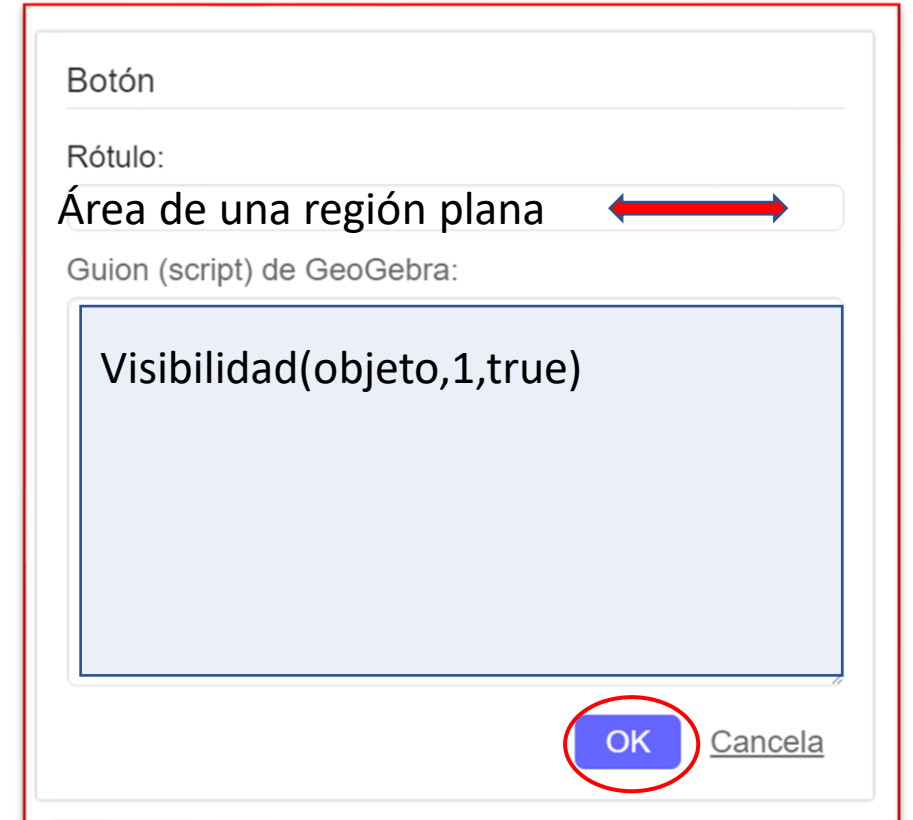 Botón
Rótulo:
Área de una región plana
Guion (script) de GeoGebra:
Visibilidad(objeto,1,true)
OK Cancela